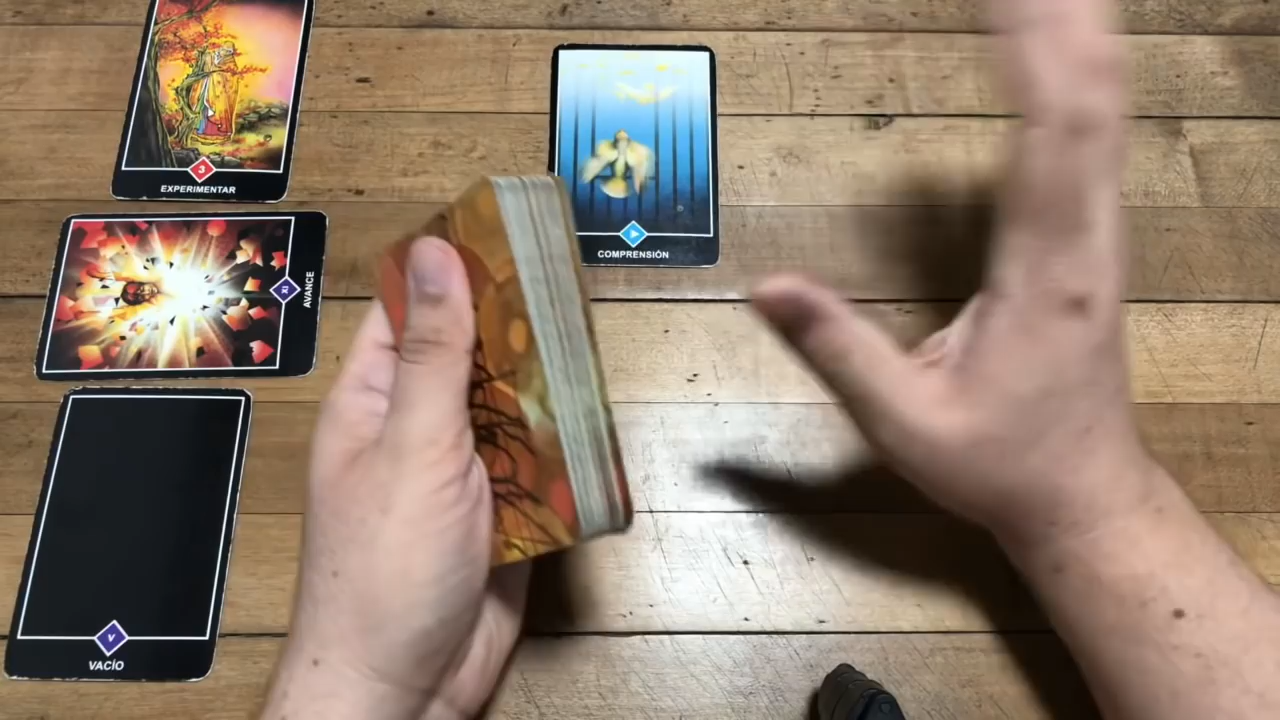 3
EXPERIMENTAR
COMPRENSIÓN
XI
AVANCE
V
VACÍO